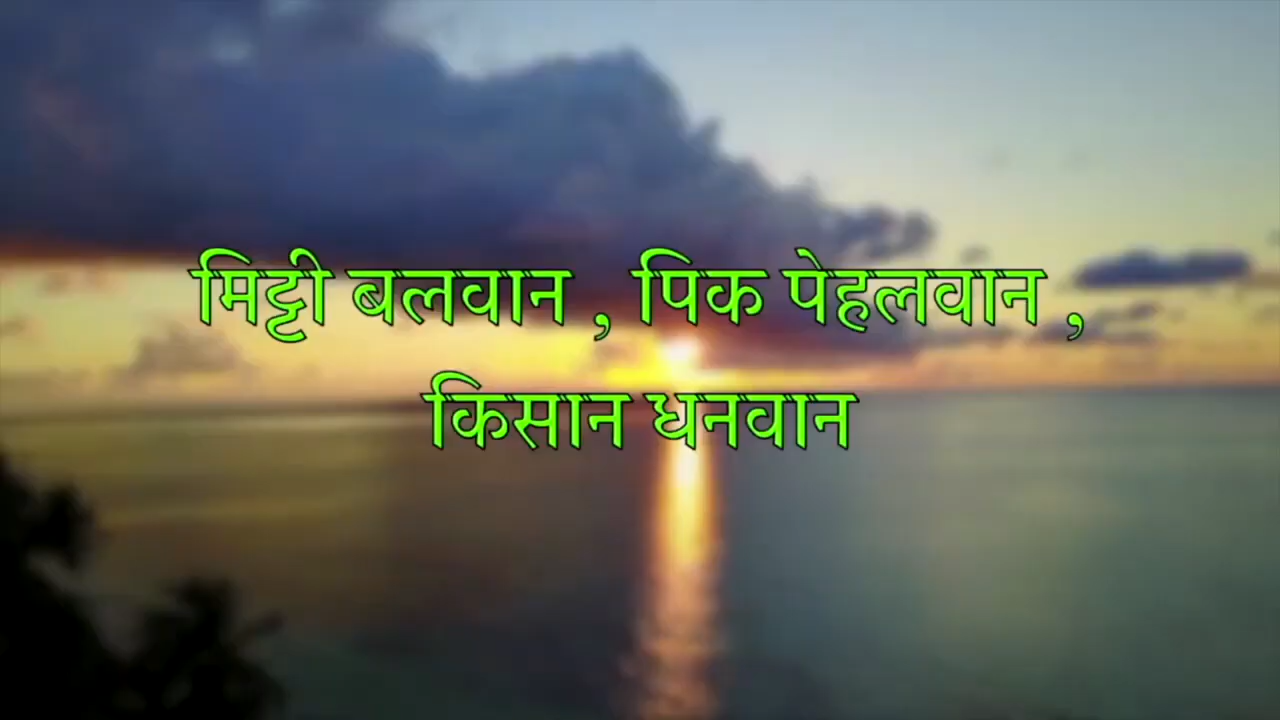 मिट्टी बलवान , पिक पेहलवान ,
किसान धनवान